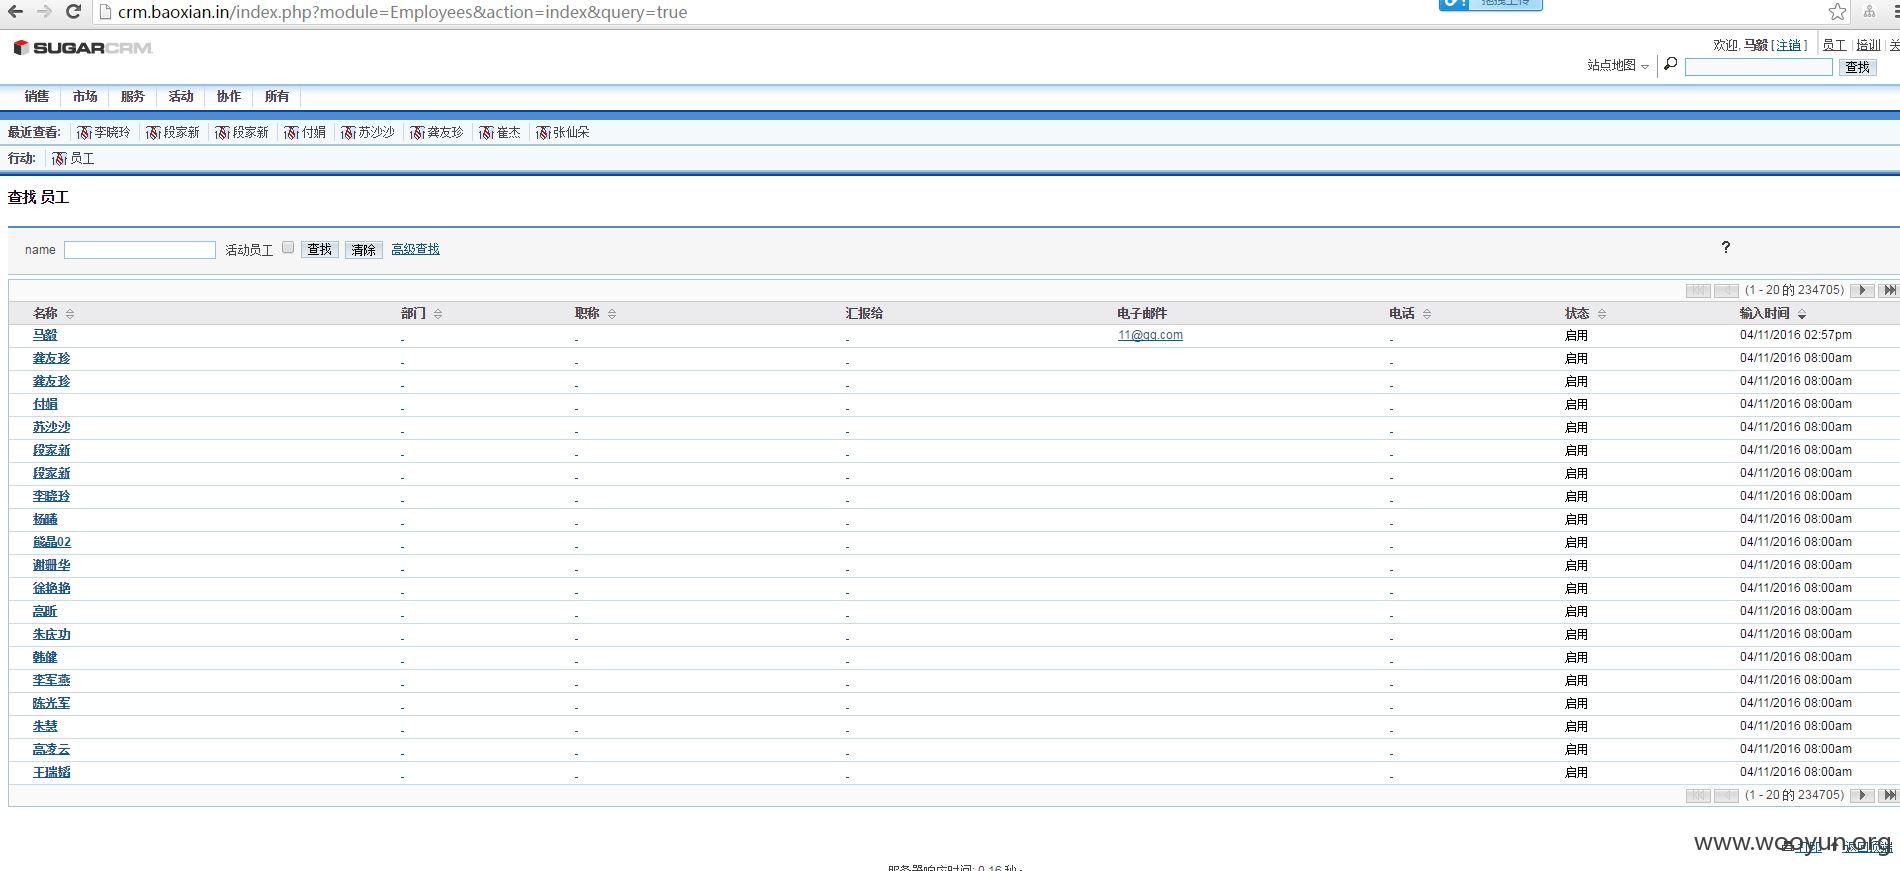 crm.baoxian.in/index.php?module=Employees&action=index&query=true
SUGARCRM
欢迎, 马毅 [ 注销 ] 员工 培训
站点地图 查找
销售 市场 服务 活动 协作 所有
最近查看: 李晓玲 段家新 段家新 付娟 苏沙沙 龚友珍 崔杰 张仙朵
行动: 员工
查找 员工
name 活动员工 查找 清除 高级查找 ?
(1 - 20 的 234705)
名称 部门 职称 汇报给 电子邮件 电话 状态 输入时间
马毅 - - - 11@qq.com - 启用 04/11/2016 02:57pm
龚友珍 - - - - 启用 04/11/2016 08:00am
龚友珍 - - - - 启用 04/11/2016 08:00am
付娟 - - - - 启用 04/11/2016 08:00am
苏沙沙 - - - - 启用 04/11/2016 08:00am
段家新 - - - - 启用 04/11/2016 08:00am
段家新 - - - - 启用 04/11/2016 08:00am
李晓玲 - - - - 启用 04/11/2016 08:00am
杨 - - - - 启用 04/11/2016 08:00am
熊晶02 - - - - 启用 04/11/2016 08:00am
谢珊华 - - - - 启用 04/11/2016 08:00am
徐艳艳 - - - - 启用 04/11/2016 08:00am
高昕 - - - - 启用 04/11/2016 08:00am
朱庆功 - - - - 启用 04/11/2016 08:00am
韩健 - - - - 启用 04/11/2016 08:00am
李军燕 - - - - 启用 04/11/2016 08:00am
陈光军 - - - - 启用 04/11/2016 08:00am
朱慧 - - - - 启用 04/11/2016 08:00am
高凌云 - - - - 启用 04/11/2016 08:00am
王瑞韬 - - - - 启用 04/11/2016 08:00am
(1 - 20 的 234705)
www.wooyun.org
打印 返回顶端
服务器响应时间: 0.16 秒.